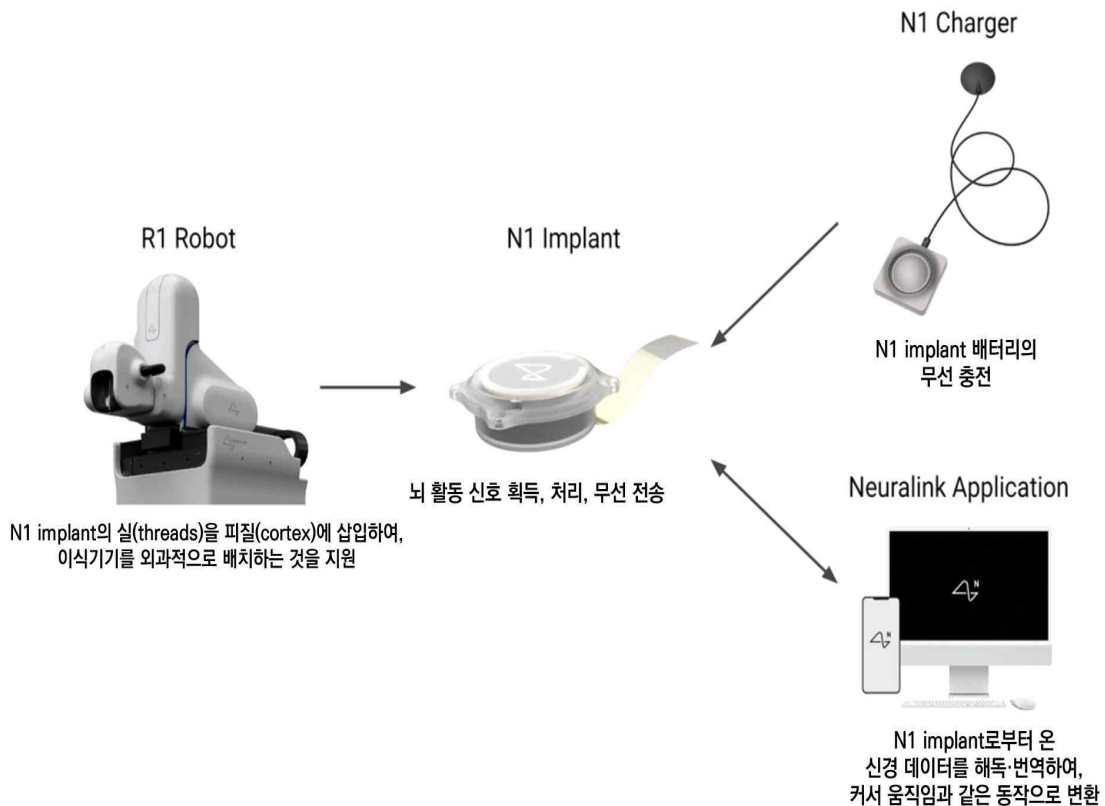 N1 Charger
N1 implant 배터리의
무선 충전
R1 Robot
N1 implant의 실(threads)을 피질(cortex)에 삽입하여,
이식기기를 외과적으로 배치하는 것을 지원
N1 Implant
뇌 활동 신호 획득, 처리, 무선 전송
Neuralink Application
N
N
N1 implant로부터 온
신경 데이터를 해독·번역하여,
커서 움직임과 같은 동작으로 변환